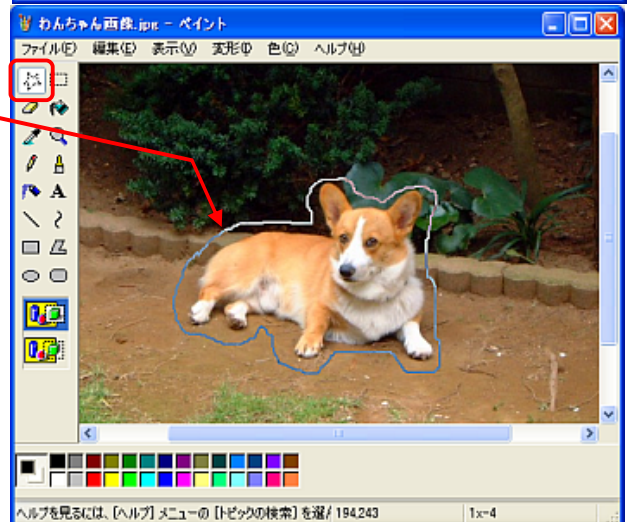 わんちゃん画像.jpg - ペイント
ファイル(F) 編集(E) 表示(V) 変形(I) 色(C) ヘルプ(H)
A
ヘルプを見るには、[ヘルプ] メニューの [トピックの検索] を選 194,243 1x-4